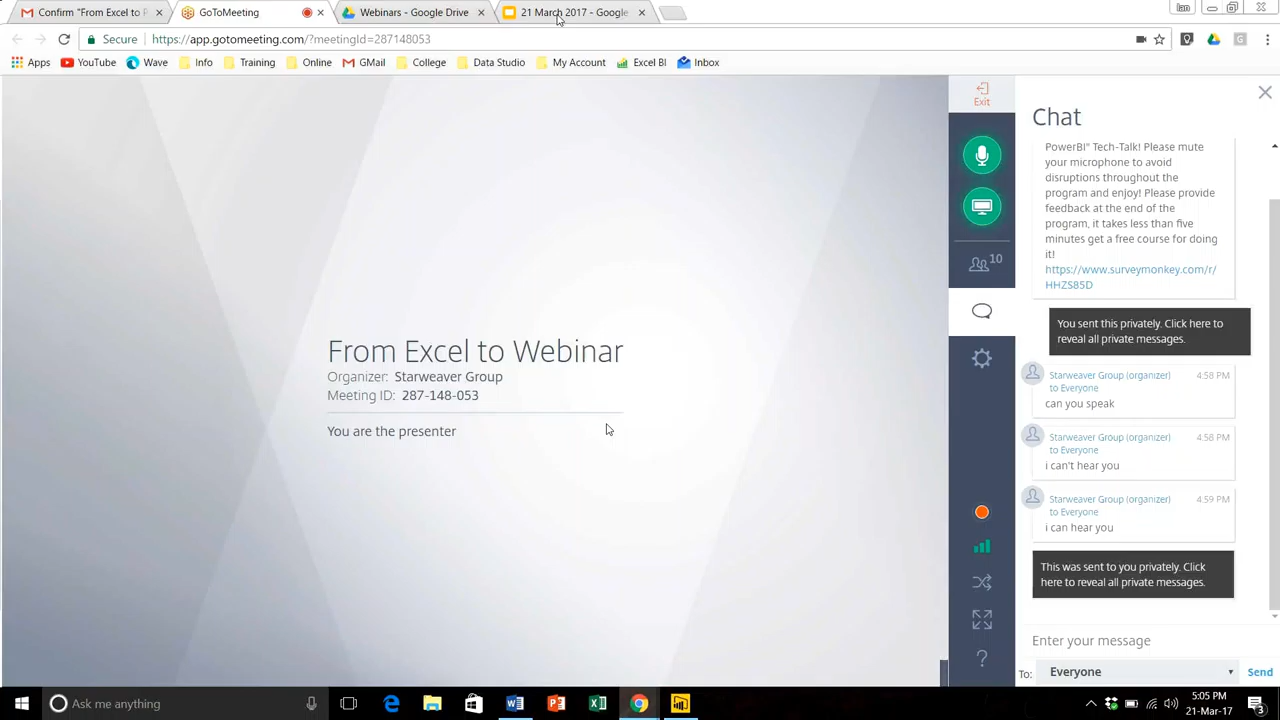 Confirm "From Excel to P
GoToMeeting
Webinars - Google Drive
21 March 2017 - Google
len
Secure
https://app.gotomeeting.com/?meetingId=287148053
Apps
YouTube
Wave
Info
Training
Online
GMail
College
Data Studio
My Account
Excel BI
Inbox
From Excel to Webinar
Organizer: Starweaver Group
Meeting ID: 287-148-053
You are the presenter
Exit
10
Chat
PowerBI" Tech-Talk! Please mute
your microphone to avoid
disruptions throughout the
program and enjoy! Please provide
feedback at the end of the
program, it takes less than five
minutes get a free course for doing
it!
https://www.surveymonkey.com/r/
HHZS85D
You sent this privately. Click here to
reveal all private messages.
Starweaver Group (organizer) 4:58 PM
to Everyone
can you speak
Starweaver Group (organizer) 4:58 PM
to Everyone
i can't hear you
Starweaver Group (organizer) 4:59 PM
to Everyone
i can hear you
This was sent to you privately. Click
here to reveal all private messages.
Enter your message
To: Everyone Send
Ask me anything
5:05 PM
21-Mar-17
3